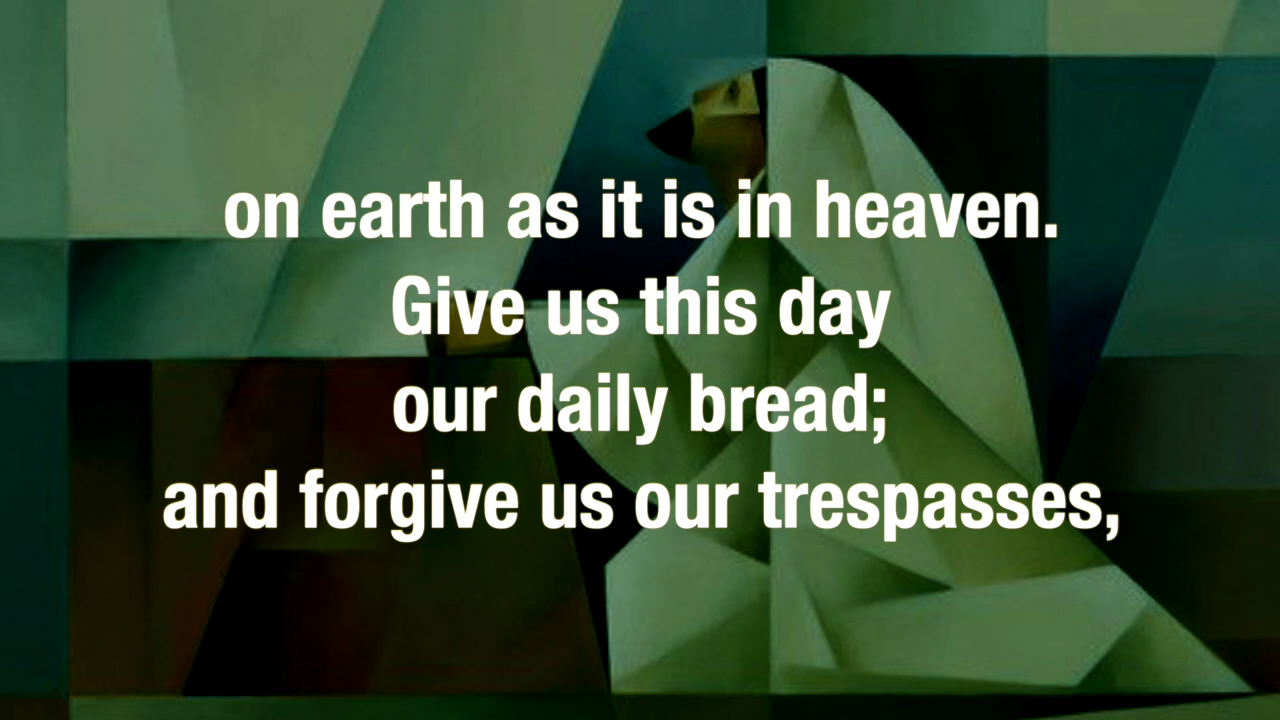 on earth as it is in heaven.
Give us this day
our daily bread;
and forgive us our trespasses,